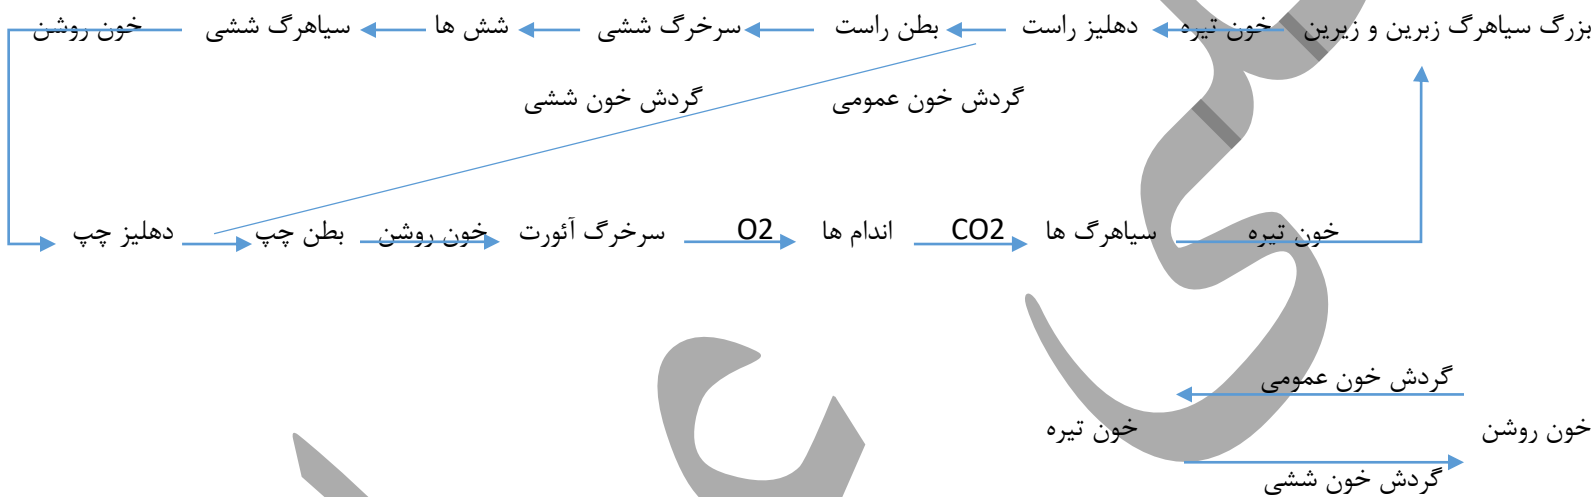 بزرگ سیاهرگ زبرین و زیرین خون تیره دهلیز راست بطن راست سرخرگ ششی شش ها سیاهرگ ششی خون روشن
گردش خون عمومی گردش خون ششی
دهلیز چپ بطن چپ خون روشن سرخرگ آئورت O2 اندام ها CO2 سیاهرگ ها خون تیره
گردش خون عمومی
خون روشن خون تیره
گردش خون ششی